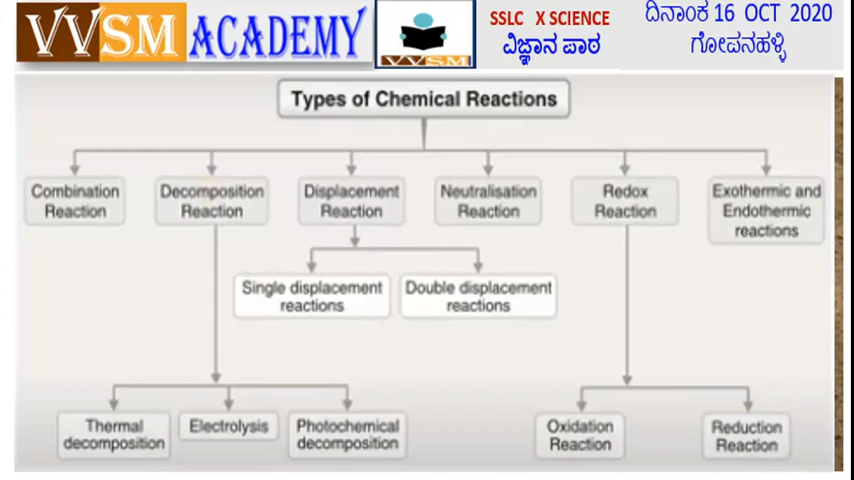 VVSM ACADEMY
VVSM
SSLC X SCIENCE
ವಿಜ್ಞಾನ ಪಾಠ
ದಿನಾಂಕ 16 OCT 2020
ಗೋಪನಹಳ್ಳಿ
Types of Chemical Reactions
Combination
Reaction
Decomposition
Reaction
Displacement
Reaction
Neutralisation
Reaction
Redox
Reaction
Exothermic and
Endothermic
reactions
Single displacement
reactions
Double displacement
reactions
Thermal
decomposition
Electrolysis
Photochemical
decomposition
Oxidation
Reaction
Reduction
Reaction